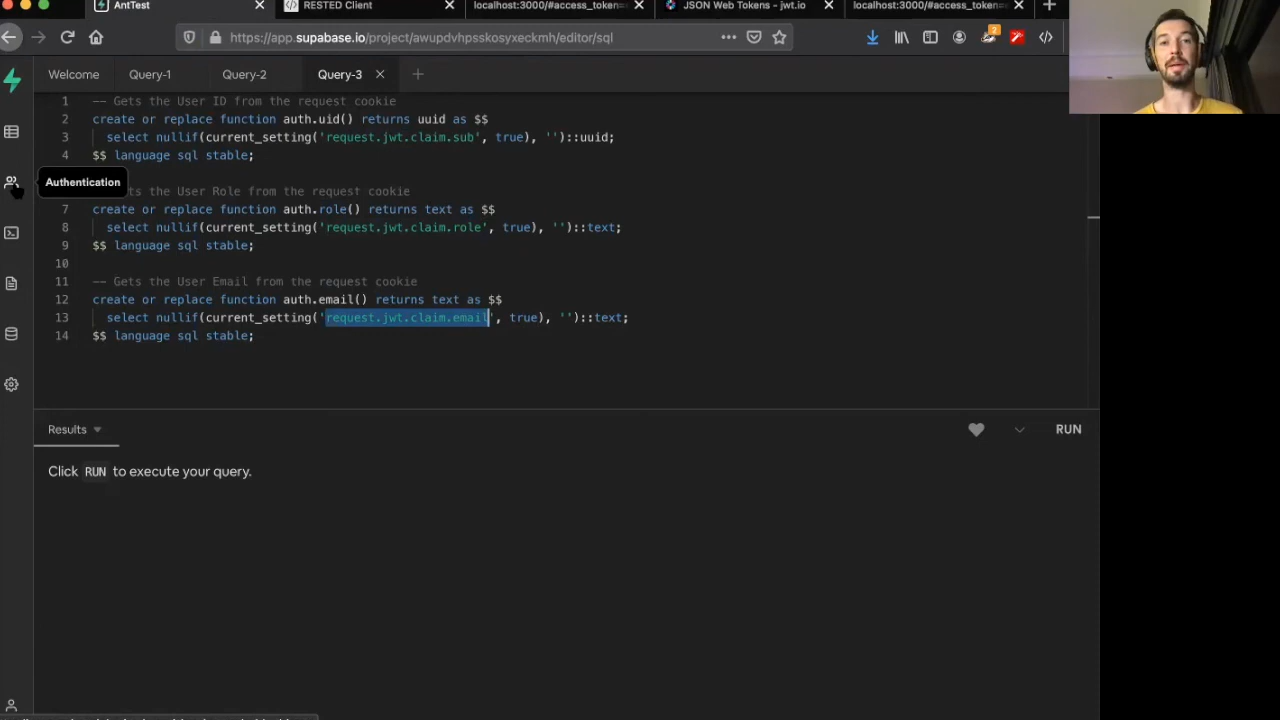 AntTest
RESTED Client
localhost:3000/#access_token=
JSON Web Tokens - jwt.io
localhost:3000/#access_token=
https://app.supabase.io/project/awupdvhpsskosyxeckmh/editor/sql
2
Welcome
Query-1
Query-2
Query-3
1 -- Gets the User ID from the request cookie
2 create or replace function auth.uid() returns uuid as $$
3 select nullif(current_setting('request.jwt.claim.sub', true), '')::uuid;
4 $$ language sql stable;
Authentication
ts the User Role from the request cookie
7 create or replace function auth.role() returns text as $$
8 select nullif(current_setting('request.jwt.claim.role', true), '')::text;
9 $$ language sql stable;
10
11 -- Gets the User Email from the request cookie
12 create or replace function auth.email() returns text as $$
13 select nullif(current_setting('request.jwt.claim.email', true), '')::text;
14 $$ language sql stable;
Results
RUN
Click RUN to execute your query.